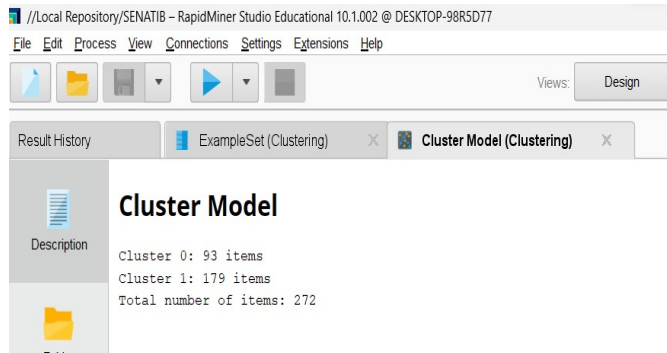 //Local Repository/SENATIB – RapidMiner Studio Educational 10.1.002 @ DESKTOP-98R5D77
File Edit Process View Connections Settings Extensions Help
Views: Design
Result History ExampleSet (Clustering) Cluster Model (Clustering)
Cluster Model
Description
Cluster 0: 93 items
Cluster 1: 179 items
Total number of items: 272